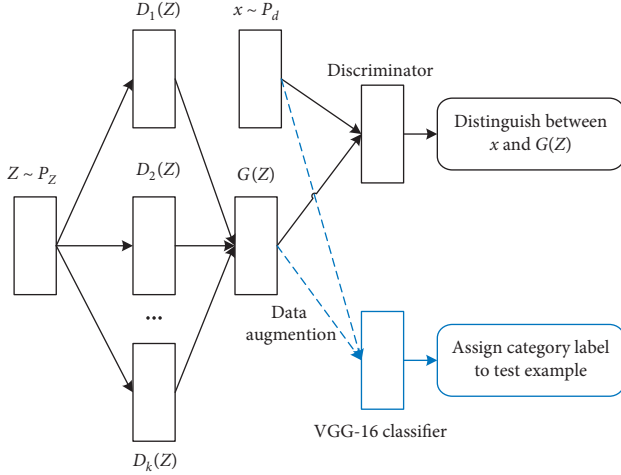 D₁(Z)
x ~ P_d
Discriminator
Distinguish between
x and G(Z)
Z ~ P_Z
D₂(Z)
G(Z)
...
Data
augmention
Assign category label
to test example
VGG-16 classifier
D_k(Z)